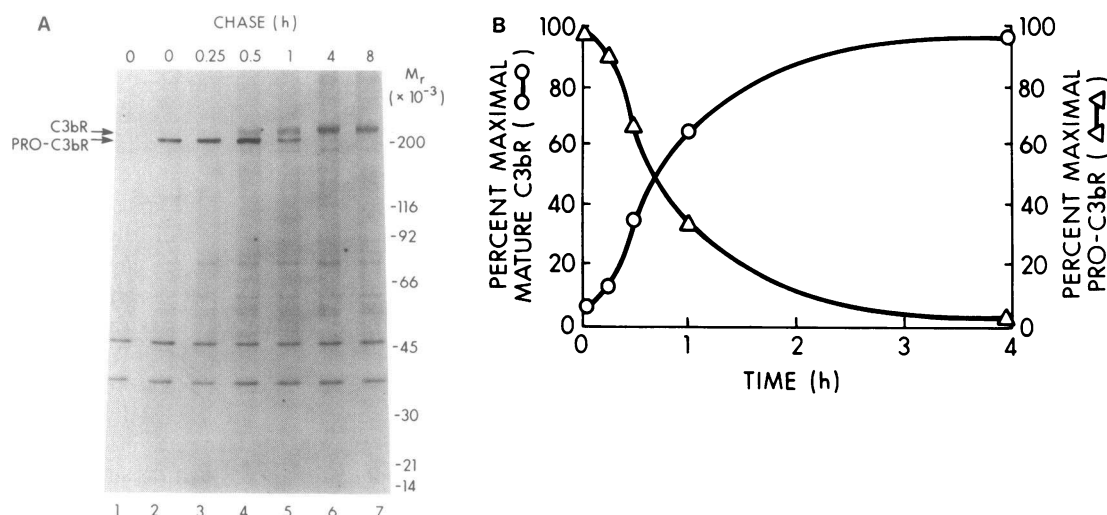 A
CHASE (h)
0 0 0.25 0.5 1 4 8
Mr
(× 10⁻³)
C3bR
PRO-C3bR
-200
-116
-92
-66
-45
-30
-21
-14
1 2 3 4 5 6 7
B
PERCENT MAXIMAL
MATURE C3bR (○-○)
100
80
60
40
20
0
0 1 2 3 4
TIME (h)
100
80
60
40
20
0
PERCENT MAXIMAL
PRO-C3bR (△-△)